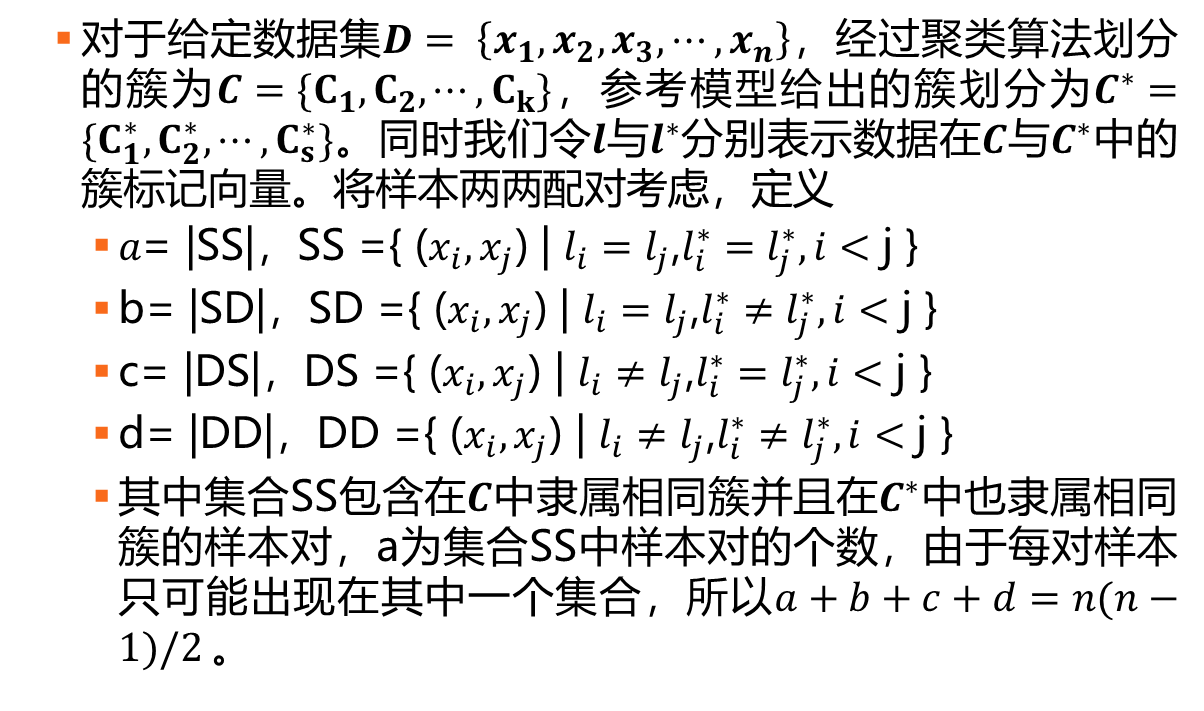 ▪ 对于给定数据集D = {x₁, x₂, x₃, ⋯, xₙ}，经过聚类算法划分
的簇为C = {C₁, C₂, ⋯, Cₖ}，参考模型给出的簇划分为C* =
{C₁*, C₂*, ⋯, Cₛ*}。同时我们令l与l*分别表示数据在C与C*中的
簇标记向量。将样本两两配对考虑，定义
▪ a= |SS|，SS ={ (xᵢ, xⱼ) | lᵢ = lⱼ,lᵢ* = lⱼ*, i < j }
▪ b= |SD|，SD ={ (xᵢ, xⱼ) | lᵢ = lⱼ,lᵢ* ≠ lⱼ*, i < j }
▪ c= |DS|，DS ={ (xᵢ, xⱼ) | lᵢ ≠ lⱼ,lᵢ* = lⱼ*, i < j }
▪ d= |DD|，DD ={ (xᵢ, xⱼ) | lᵢ ≠ lⱼ,lᵢ* ≠ lⱼ*, i < j }
▪ 其中集合SS包含在C中隶属相同簇并且在C*中也隶属相同
簇的样本对，a为集合SS中样本对的个数，由于每对样本
只可能出现在其中一个集合，所以a + b + c + d = n(n −
1)/2 。